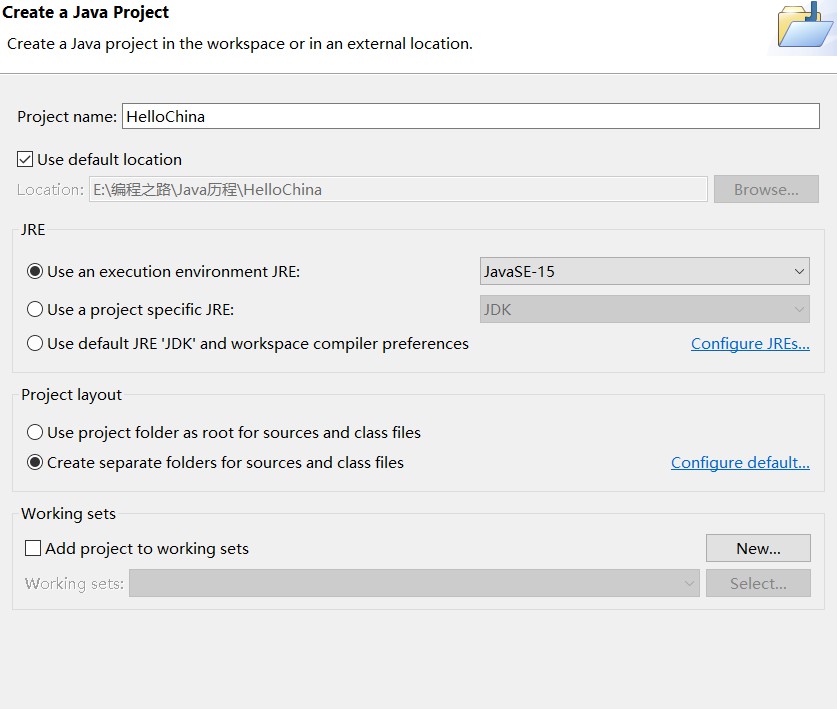 Create a Java Project
Create a Java project in the workspace or in an external location.
Project name: HelloChina
Use default location
Location: E:\编程之路\Java历程\HelloChina Browse...
JRE
Use an execution environment JRE: JavaSE-15
Use a project specific JRE: JDK
Use default JRE 'JDK' and workspace compiler preferences Configure JREs...
Project layout
Use project folder as root for sources and class files
Create separate folders for sources and class files Configure default...
Working sets
Add project to working sets New...
Working sets: Select...